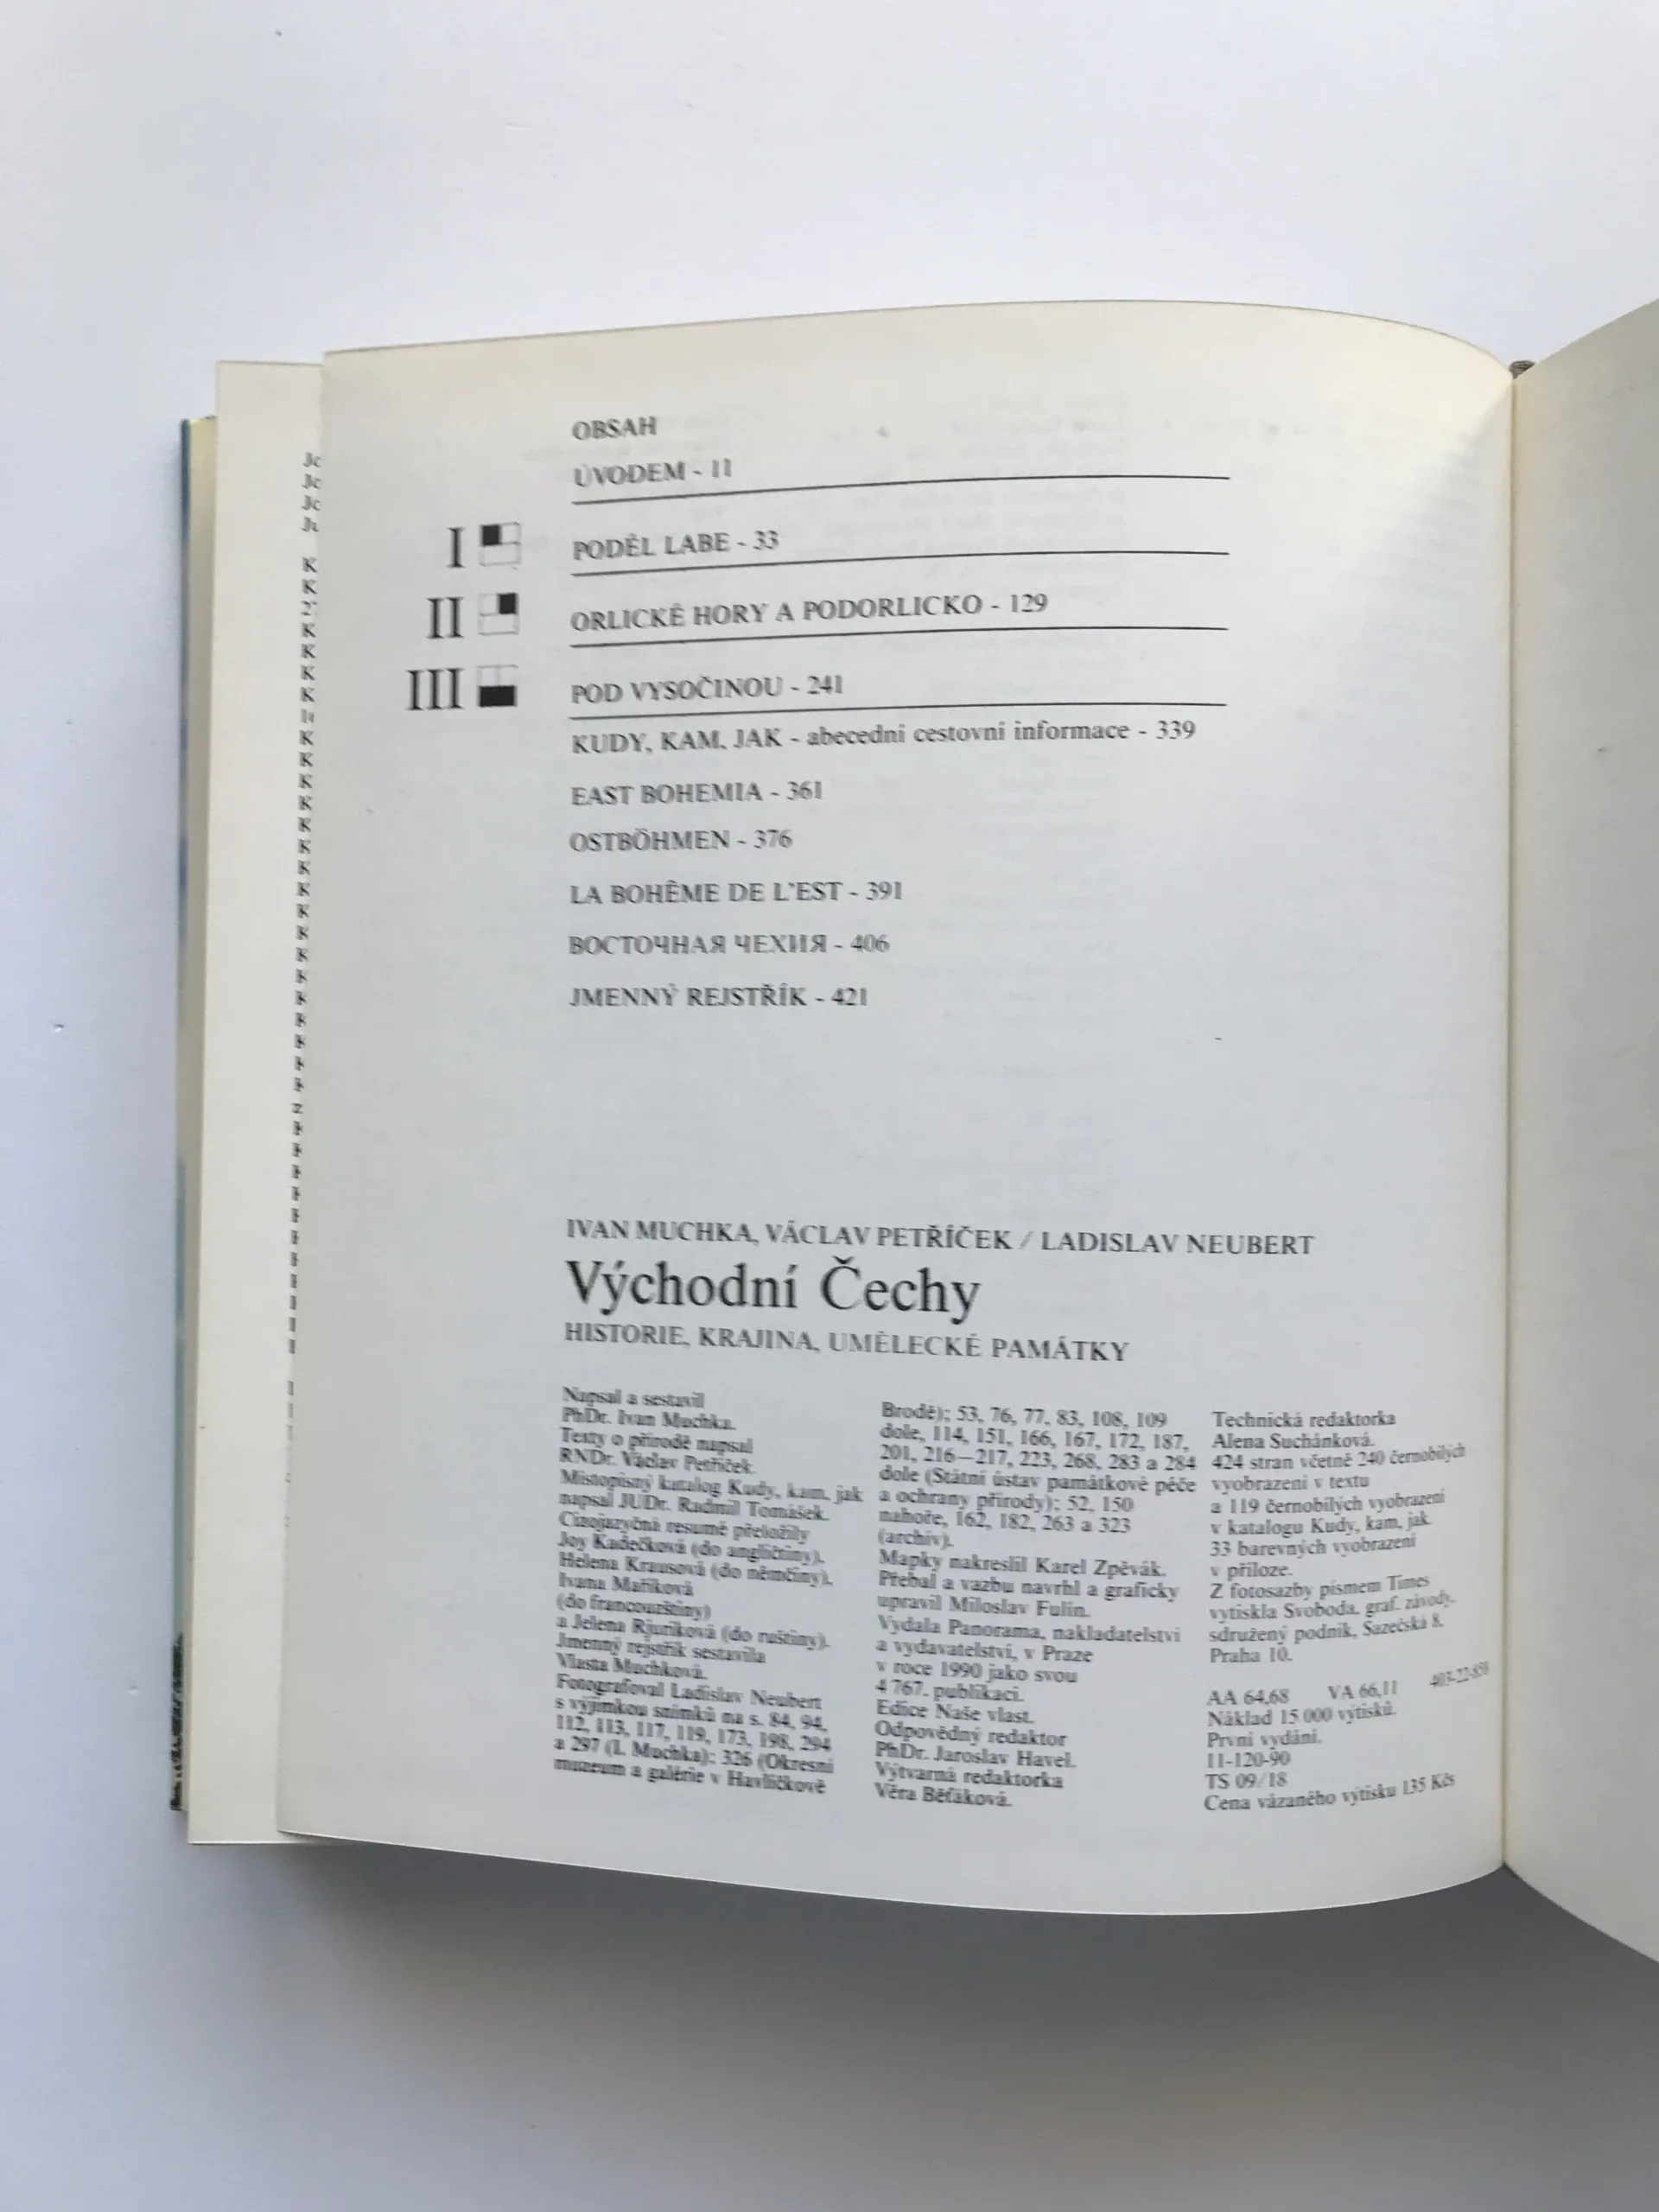 OBSAH
ÚVODEM - 11
I PODÉL LABE - 33
II ORLICKÉ HORY A PODORLICKO - 129
III POD VYSOČINOU - 241
KUDY, KAM, JAK - abecední cestovní informace - 339
EAST BOHEMIA - 361
OSTBÖHMEN - 376
LA BOHÊME DE L'EST - 391
ВОСТОЧНАЯ ЧЕХИЯ - 406
JMENNÝ REJSTŘÍK - 421
IVAN MUCHKA, VÁCLAV PETŘÍČEK / LADISLAV NEUBERT
Východní Čechy
HISTORIE, KRAJINA, UMĚLECKÉ PAMÁTKY
Napsal a sestavil
PhDr. Ivan Muchka.
Texty o přírodě napsal
RNDr. Václav Petříček.
Místopisný katalog Kudy, kam, jak
napsal JUDr. Radmil Tomášek.
Cizojazyčná resumé přeložily
Joy Kadečková (do angličtiny),
Helena Krausová (do němčiny),
Ivana Maříková
(do francouzštiny)
a Jelena Rjuriková (do ruštiny).
Jmenný rejstřík sestavila
Vlasta Muchková.
Fotografoval Ladislav Neubert
s výjimkou snímků na s. 84, 94,
112, 113, 117, 119, 173, 198, 294
a 297 (I. Muchka); 326 (Okresní
muzeum a galérie v Havlíčkově
Brodě); 53, 76, 77, 83, 108, 109
dole, 114, 151, 166, 167, 172, 187,
201, 216—217, 223, 268, 283 a 284
dole (Státní ústav památkové péče
a ochrany přírody); 52, 150
nahoře, 162, 182, 263 a 323
(archív).
Mapky nakreslil Karel Zpěvák.
Přebal a vazbu navrhl a graficky
upravil Miloslav Fulín.
Vydala Panorama, nakladatelství
a vydavatelství, v Praze
v roce 1990 jako svou
4 767. publikaci.
Edice Naše vlast.
Odpovědný redaktor
PhDr. Jaroslav Havel.
Výtvarná redaktorka
Věra Běťáková.
Technická redaktorka
Alena Suchánková.
424 stran včetně 240 černobílých
vyobrazení v textu
a 119 černobílých vyobrazení
v katalogu Kudy, kam, jak
33 barevných vyobrazení
v příloze.
Z fotosazby písmem Times
vytiskla Svoboda, graf. závody,
sdružený podnik, Sazečská 8,
Praha 10.
AA 64,68 VA 66,11 403-22-858
Náklad 15 000 výtisků.
První vydání.
11-120-90
TS 09/18
Cena vázaného výtisku 135 Kčs